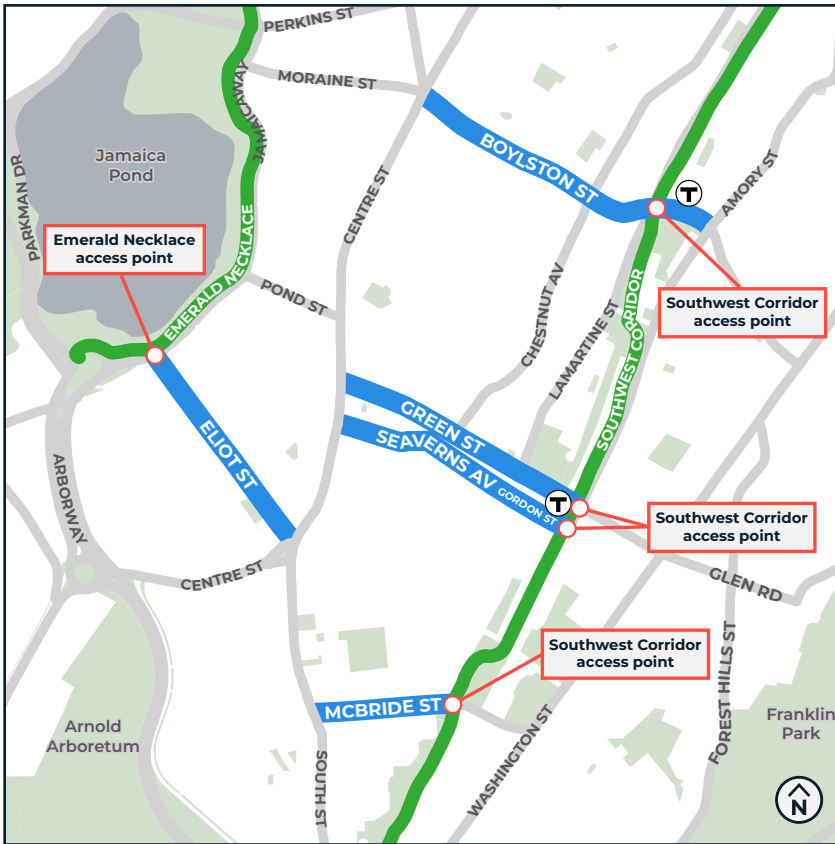 PERKINS ST
MORAINE ST
JAMAICAWAY
Jamaica
Pond
PARKMAN DR
BOYLSTON ST
T
AMORY ST
CENTRE ST
Emerald Necklace
access point
EMERALD NECKLACE
POND ST
CHESTNUT AV
LAMARTINE ST
SOUTHWEST CORRIDOR
Southwest Corridor
access point
GREEN ST
SEAVERNS AV
GORDON ST
T
ELIOT ST
ARBORWAY
Southwest Corridor
access point
CENTRE ST
GLEN RD
Southwest Corridor
access point
FOREST HILLS ST
MCBRIDE ST
Arnold
Arboretum
SOUTH ST
WASHINGTON ST
Franklin
Park
N